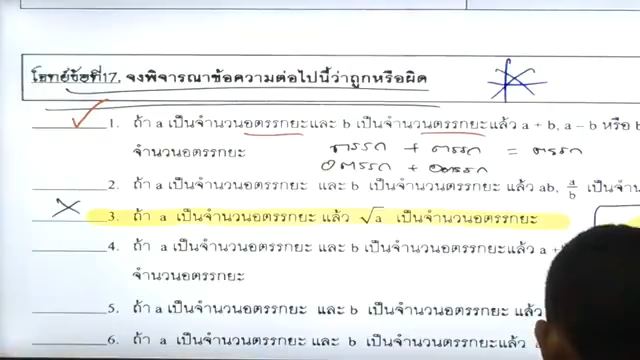 โจทย์ข้อที่17. จงพิจารณาข้อความต่อไปนี้ว่าถูกหรือผิด
1. ถ้า a เป็นจำนวนอตรรกยะและ b เป็นจำนวนตรรกยะแล้ว a + b, a – b หรือ b
จำนวนอตรรกยะ ตรรก + ตรรก = ตรรก
อตรรก + อตรรก
2. ถ้า a เป็นจำนวนอตรรกยะ และ b เป็นจำนวนตรรกยะ แล้ว ab, a/b เป็นจำน
3. ถ้า a เป็นจำนวนอตรรกยะ แล้ว √a เป็นจำนวนอตรรกยะ
4. ถ้า a เป็นจำนวนอตรรกยะ และ b เป็นจำนวนอตรรกยะแล้ว a +
จำนวนอตรรกยะ
5. ถ้า a เป็นจำนวนอตรรกยะ และ b เป็นจำนวนอตรรกยะ แล้ว
6. ถ้า a เป็นจำนวนตรรกยะ และ b เป็นจำนวนตรรกยะแล้ว